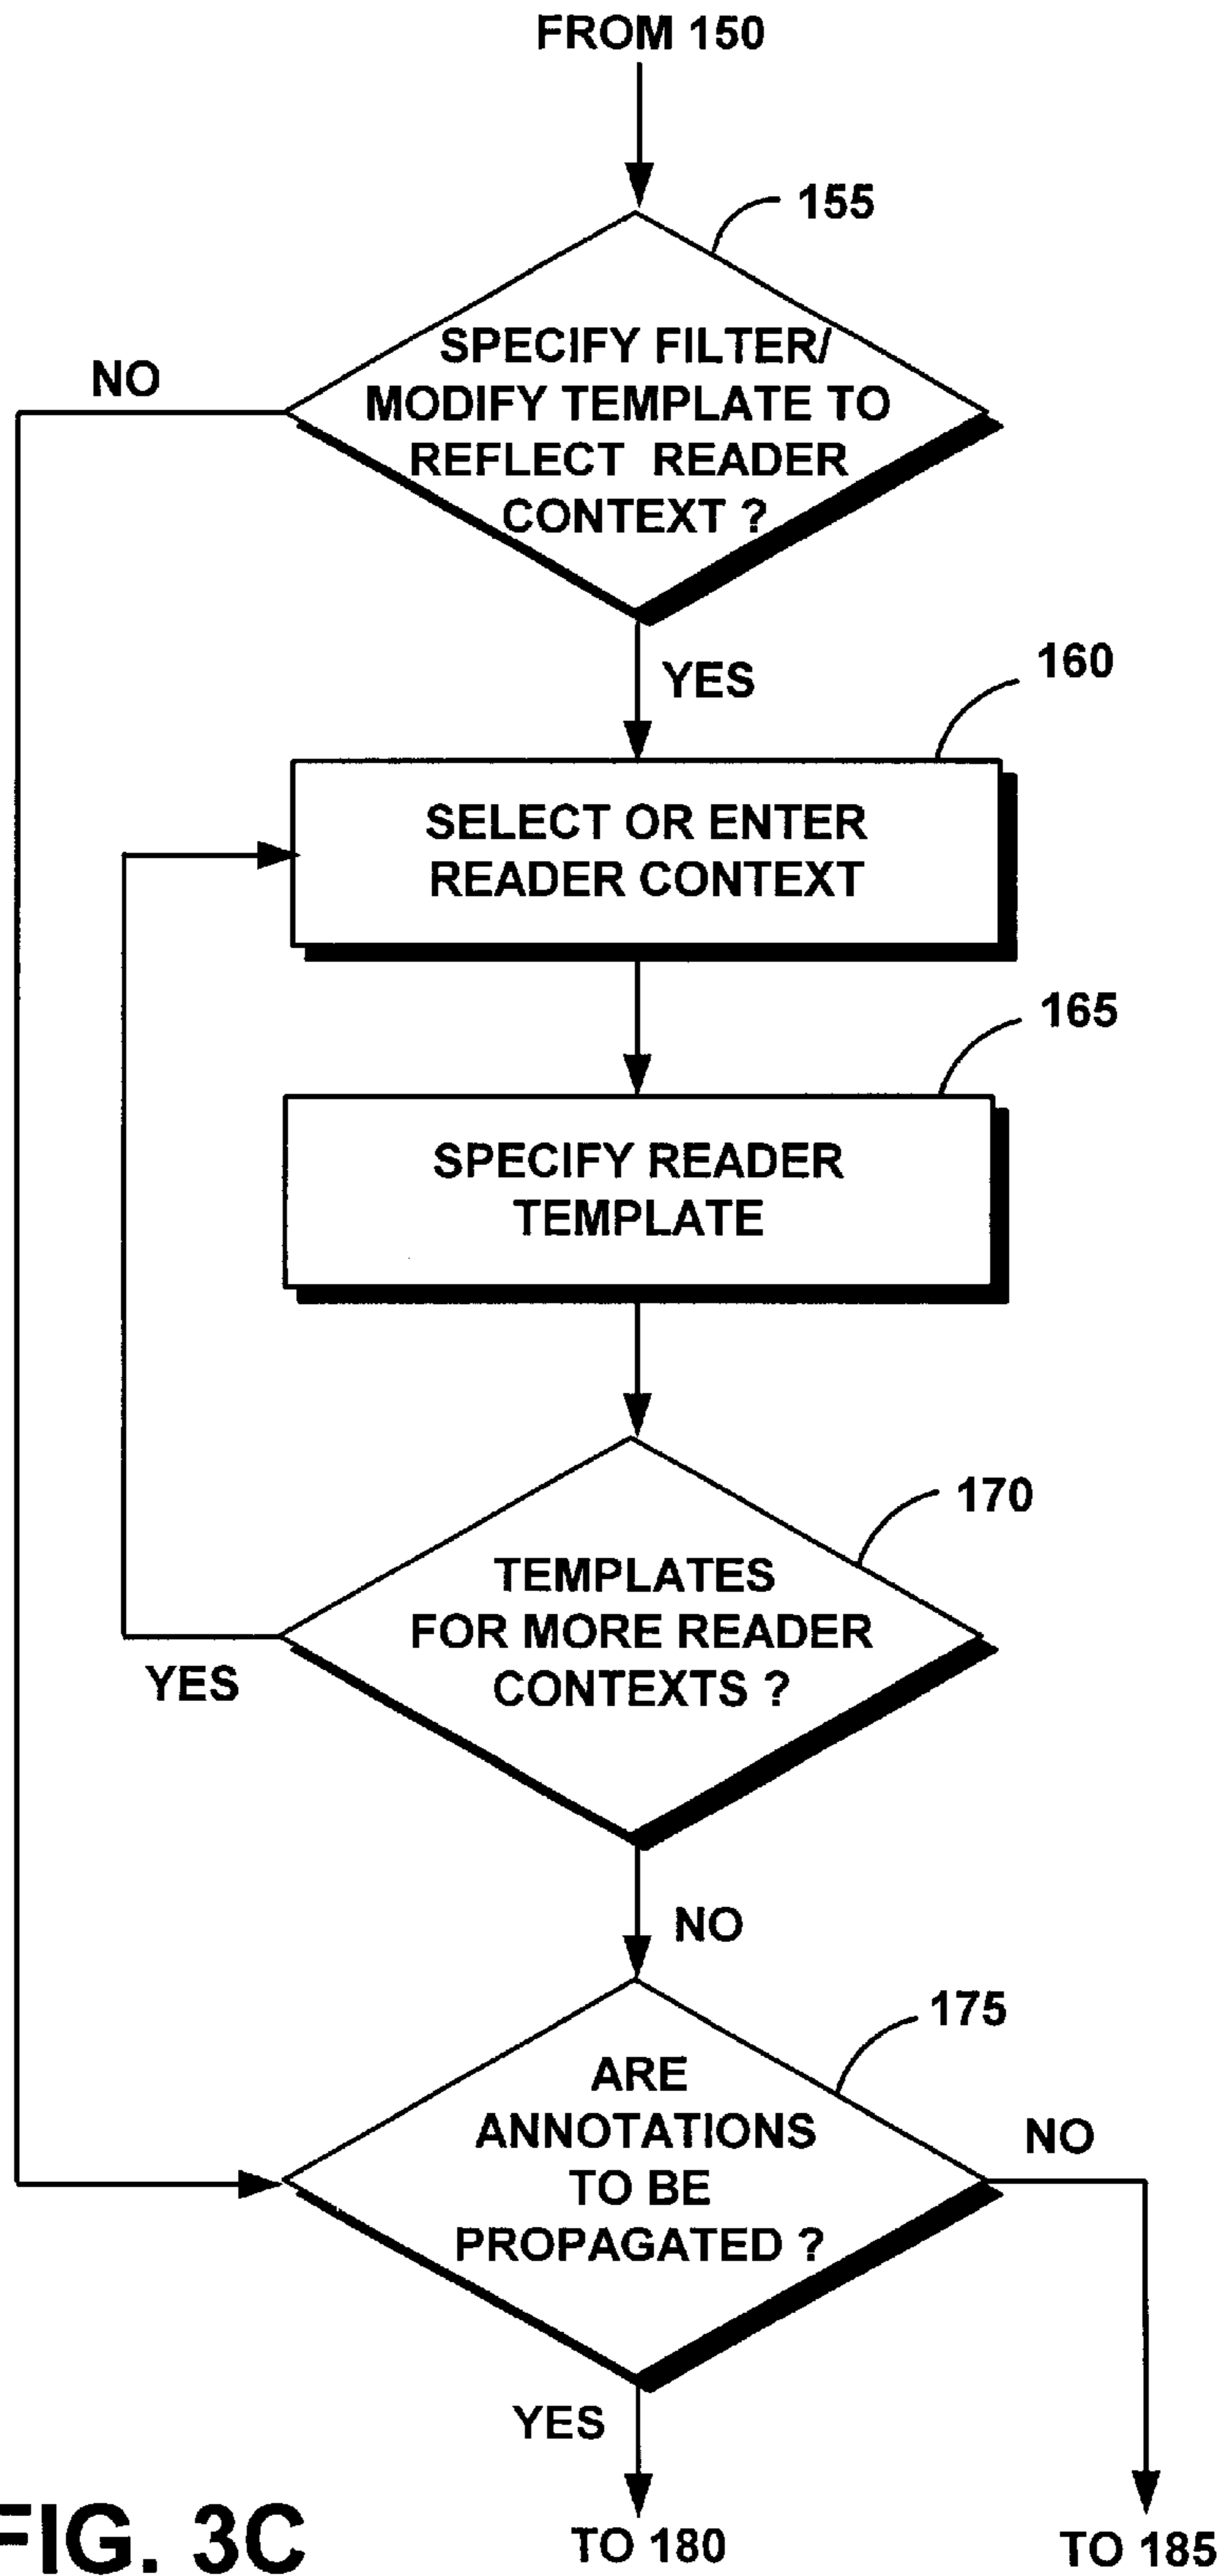 FROM 150
155
SPECIFY FILTER/
MODIFY TEMPLATE TO
REFLECT READER
CONTEXT ?
NO
YES
160
SELECT OR ENTER
READER CONTEXT
165
SPECIFY READER
TEMPLATE
170
TEMPLATES
FOR MORE READER
CONTEXTS ?
YES
NO
175
ARE
ANNOTATIONS
TO BE
PROPAGATED ?
NO
YES
TO 180
TO 185
FIG. 3C